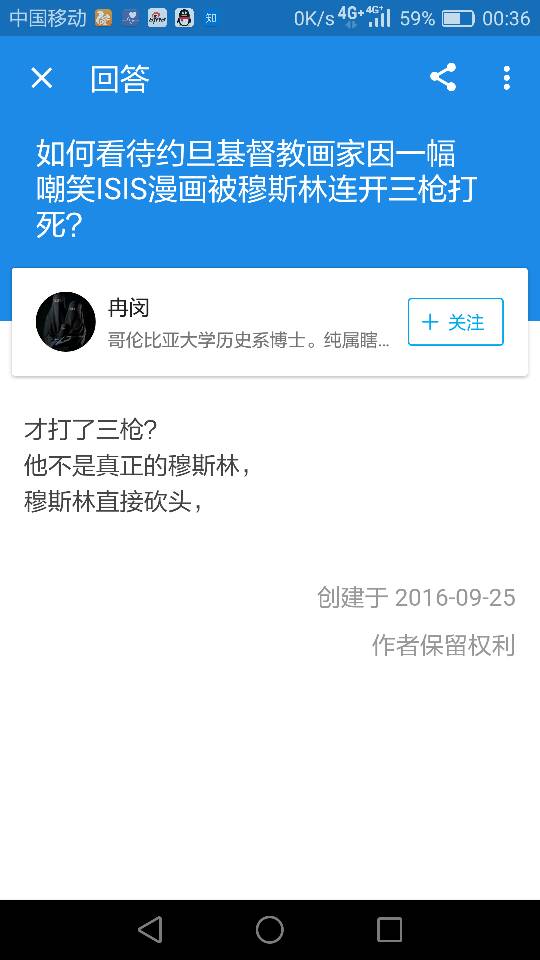 中国移动 知 0K/s 4G+ 4G+ 59% 00:36
回答
如何看待约旦基督教画家因一幅
嘲笑ISIS漫画被穆斯林连开三枪打
死?
冉闵
哥伦比亚大学历史系博士。纯属瞎...
+ 关注
才打了三枪?
他不是真正的穆斯林,
穆斯林直接砍头,
创建于 2016-09-25
作者保留权利